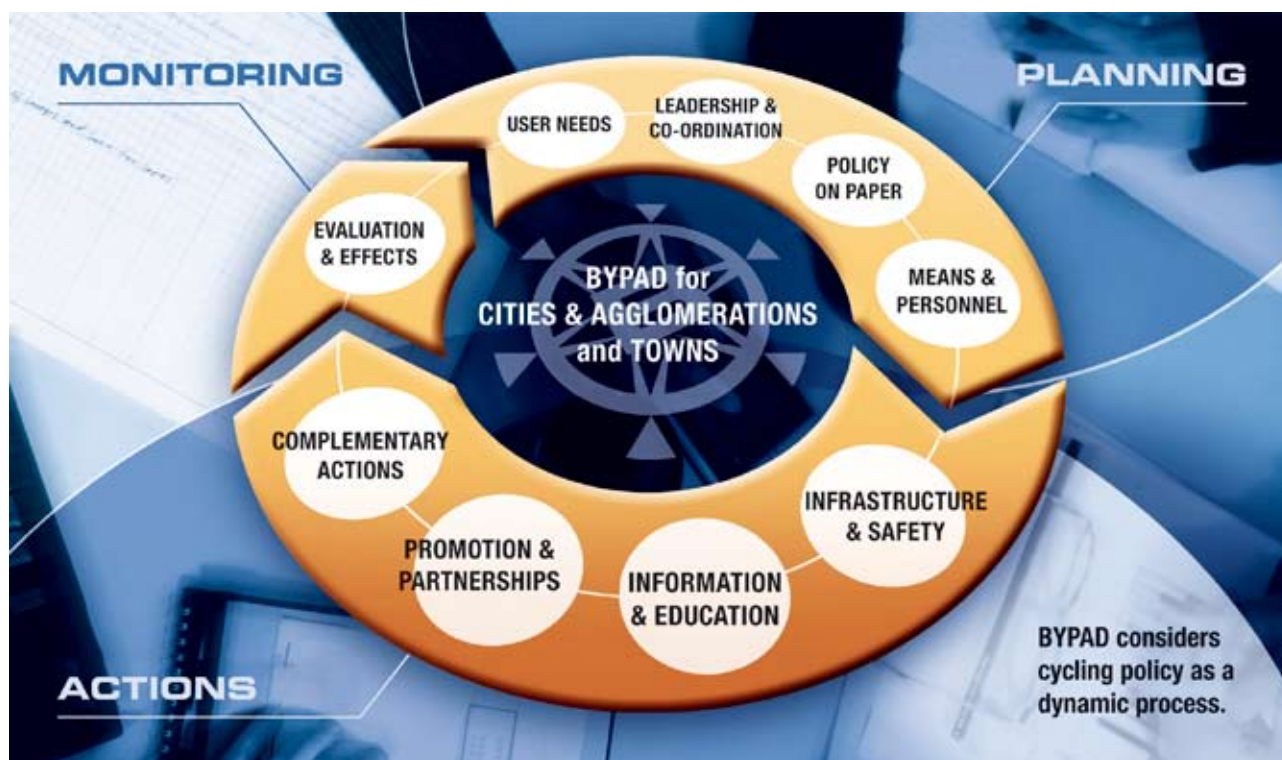 MONITORING
PLANNING
USER NEEDS
LEADERSHIP &
CO-ORDINATION
POLICY
ON PAPER
MEANS &
PERSONNEL
EVALUATION
& EFFECTS
BYPAD for
CITIES & AGGLOMERATIONS
and TOWNS
COMPLEMENTARY
ACTIONS
INFRASTRUCTURE
& SAFETY
PROMOTION &
PARTNERSHIPS
INFORMATION
& EDUCATION
ACTIONS
BYPAD considers
cycling policy as a
dynamic process.